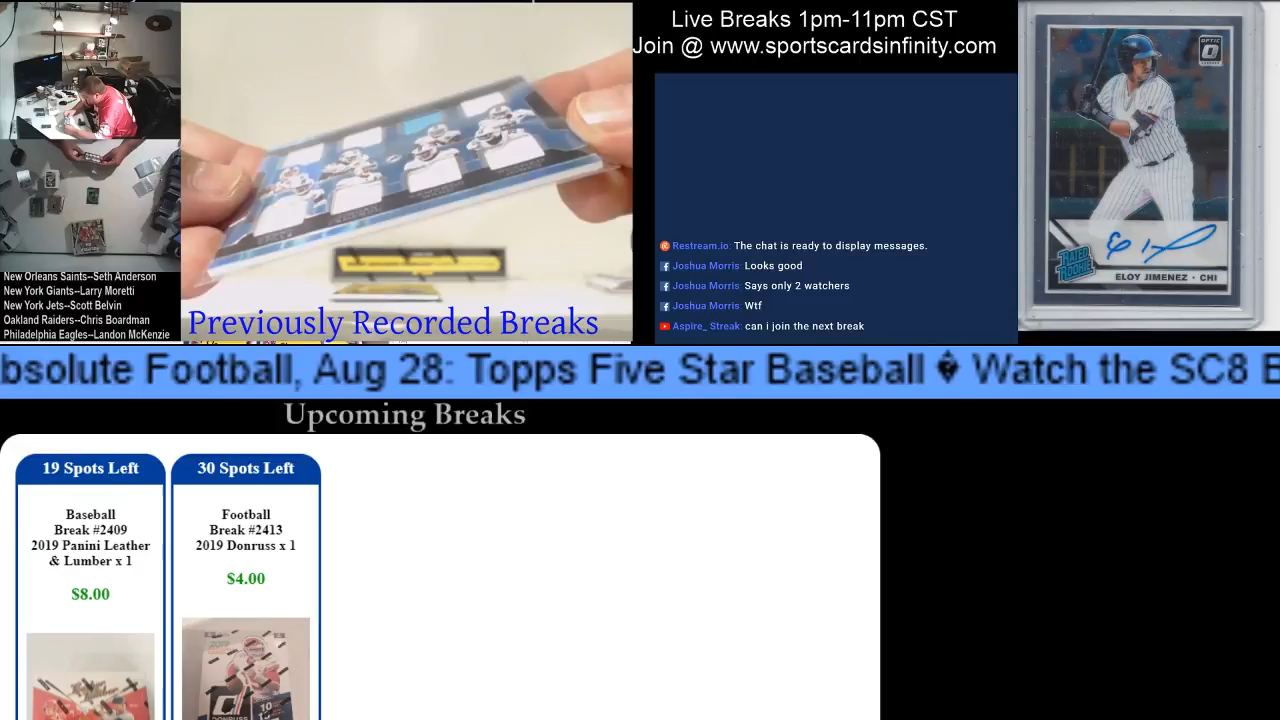 New Orleans Saints--Seth Anderson
New York Giants--Larry Moretti
New York Jets--Scott Belvin
Oakland Raiders--Chris Boardman
Philadelphia Eagles--Landon McKenzie
Previously Recorded Breaks
Live Breaks 1pm-11pm CST
Join @ www.sportscardsinfinity.com
Restream.io: The chat is ready to display messages.
Joshua Morris: Looks good
Joshua Morris: Says only 2 watchers
Joshua Morris: Wtf
Aspire_ Streak: can i join the next break
OPTIC
RATED
ROOKIE
ELOY JIMENEZ • CHI
bsolute Football, Aug 28: Topps Five Star Baseball � Watch the SC8 B
Upcoming Breaks
19 Spots Left
Baseball
Break #2409
2019 Panini Leather
& Lumber x 1
$8.00
30 Spots Left
Football
Break #2413
2019 Donruss x 1
$4.00
2019
10
DONRUSS